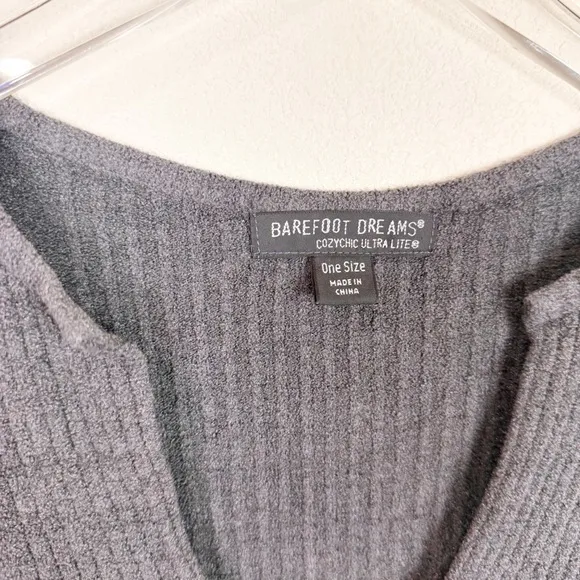 BAREFOOT DREAMS®
COZYCHIC ULTRA LITE®
One Size
MADE IN
CHINA